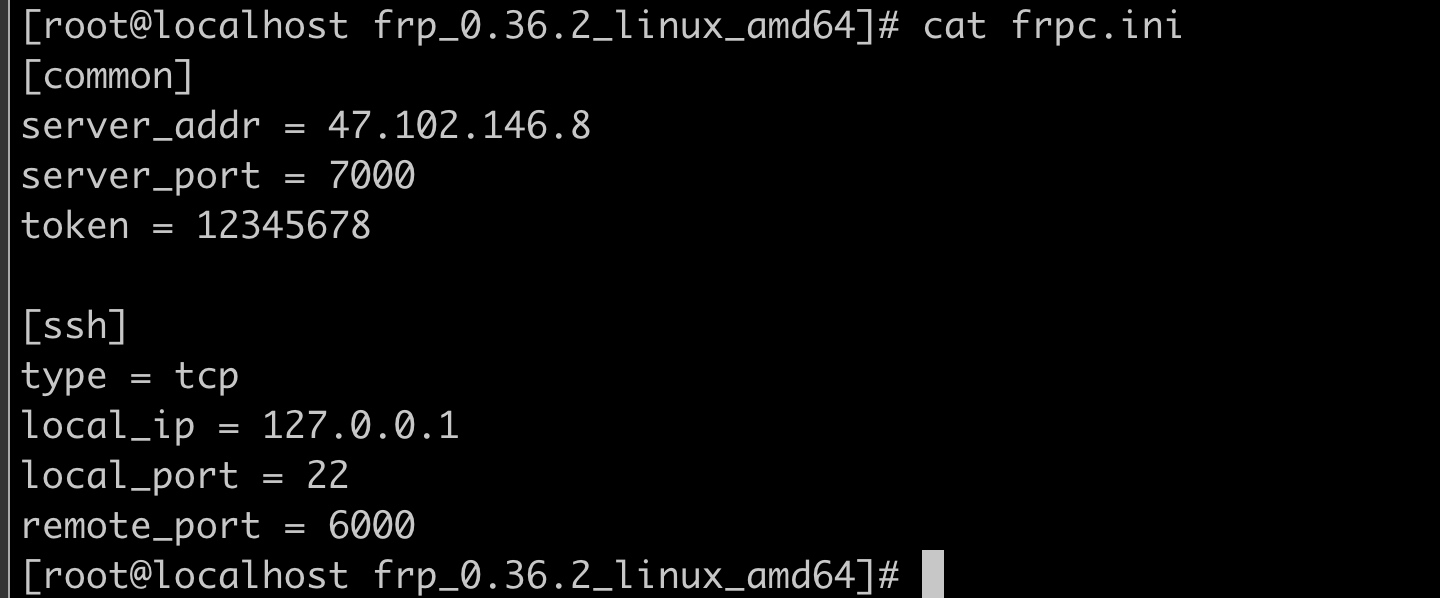 [root@localhost frp_0.36.2_linux_amd64]# cat frpc.ini
[common]
server_addr = 47.102.146.8
server_port = 7000
token = 12345678

[ssh]
type = tcp
local_ip = 127.0.0.1
local_port = 22
remote_port = 6000
[root@localhost frp_0.36.2_linux_amd64]#